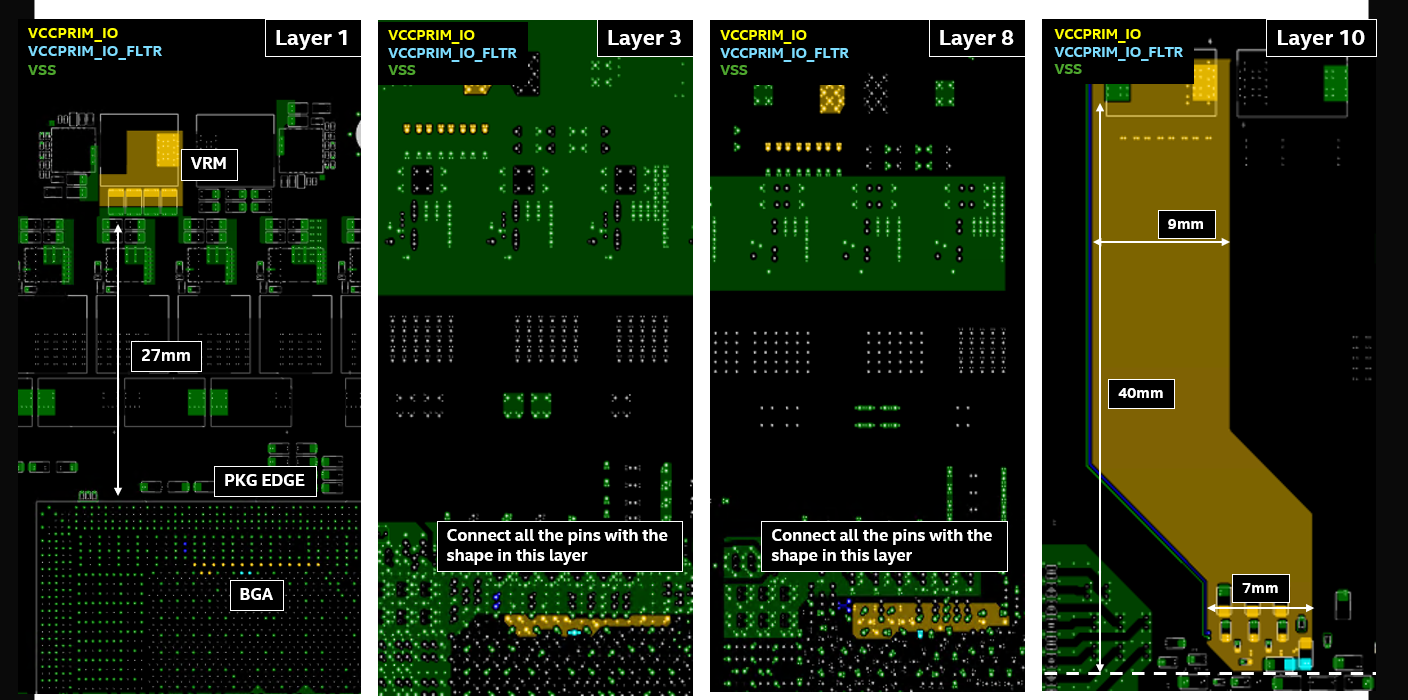 VCCPRIM_IO
VCCPRIM_IO_FLTR
VSS
Layer 1
VRM
27mm
PKG EDGE
BGA
VCCPRIM_IO
VCCPRIM_IO_FLTR
VSS
Layer 3
Connect all the pins with the
shape in this layer
VCCPRIM_IO
VCCPRIM_IO_FLTR
VSS
Layer 8
Connect all the pins with the
shape in this layer
VCCPRIM_IO
VCCPRIM_IO_FLTR
VSS
Layer 10
9mm
40mm
7mm